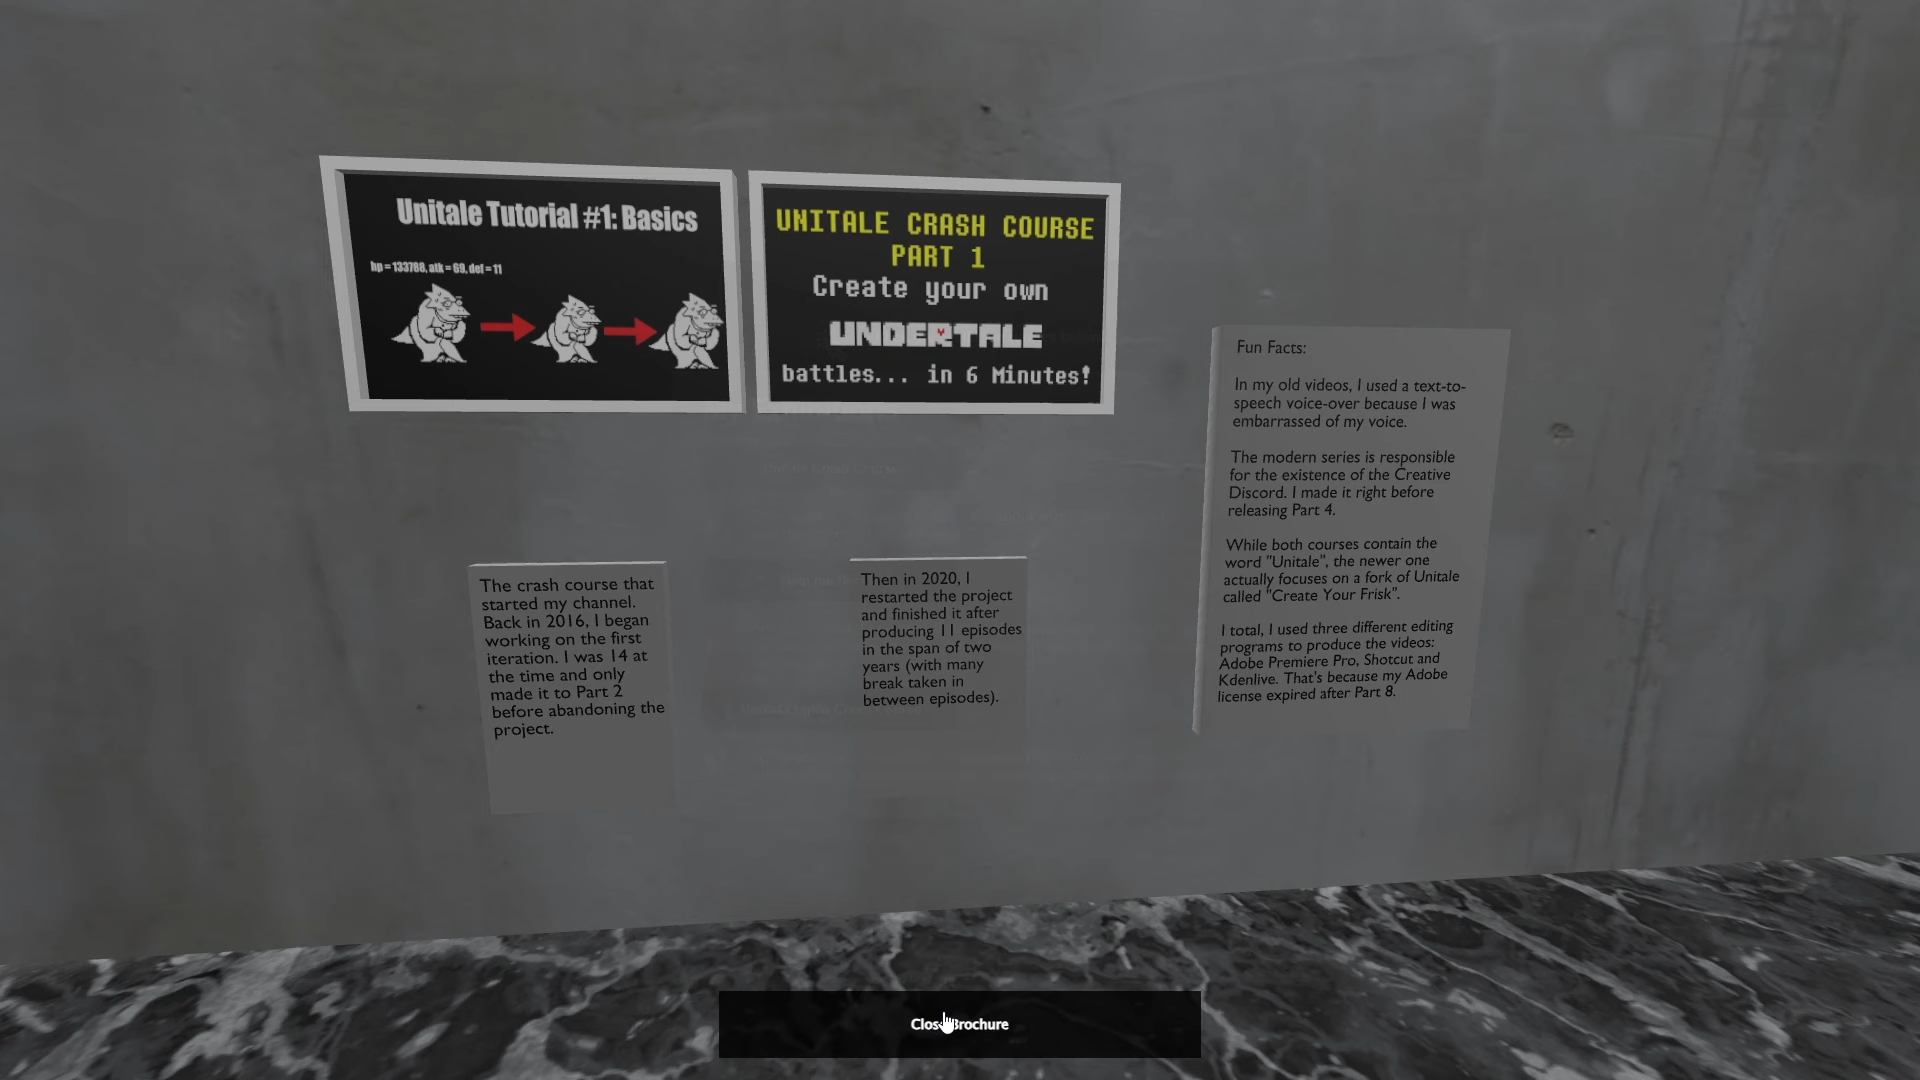 Unitale Tutorial #1: Basics
hp = 133788, atk = 69, def = 11
UNITALE CRASH COURSE
PART 1
Create your own
UNDERTALE
battles... in 6 Minutes!
The crash course that
started my channel.
Back in 2016, I began
working on the first
iteration. I was 14 at
the time and only
made it to Part 2
before abandoning the
project.
Then in 2020, I
restarted the project
and finished it after
producing 11 episodes
in the span of two
years (with many
break taken in
between episodes).
Fun Facts:
In my old videos, I used a text-to-
speech voice-over because I was
embarrassed of my voice.
The modern series is responsible
for the existence of the Creative
Discord. I made it right before
releasing Part 4.
While both courses contain the
word "Unitale", the newer one
actually focuses on a fork of Unitale
called "Create Your Frisk".
I total, I used three different editing
programs to produce the videos:
Adobe Premiere Pro, Shotcut and
Kdenlive. That's because my Adobe
license expired after Part 8.
Close Brochure